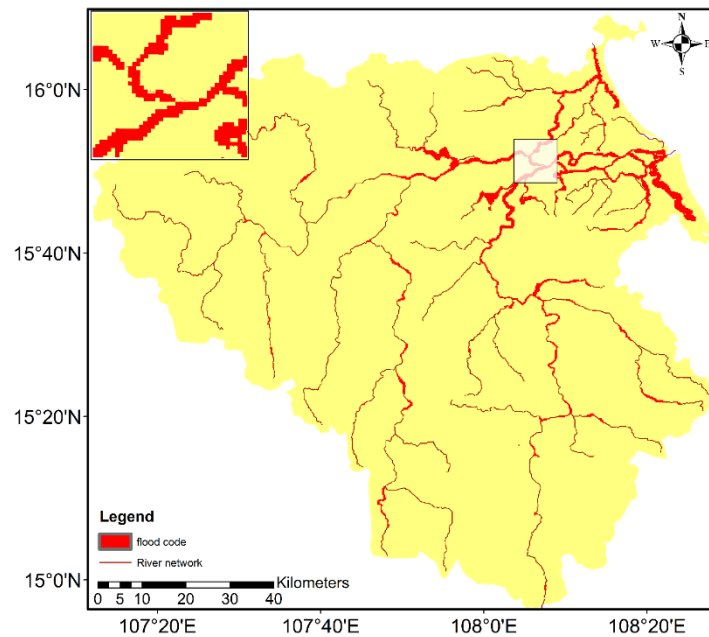 N
W E
S
16°0'N
15°40'N
15°20'N
15°0'N
Legend
flood code
River network
Kilometers
0 5 10 20 30 40
107°20'E
107°40'E
108°0'E
108°20'E